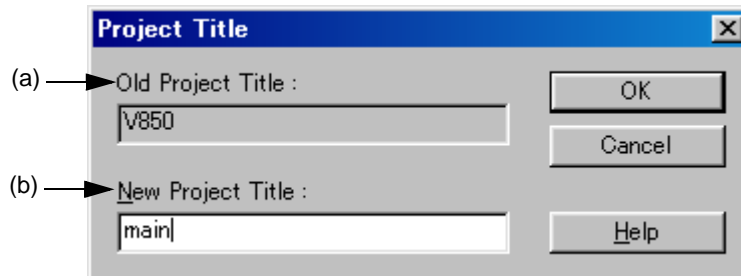 Project Title
(a) Old Project Title :
OK
V850
Cancel
(b) New Project Title :
main
Help